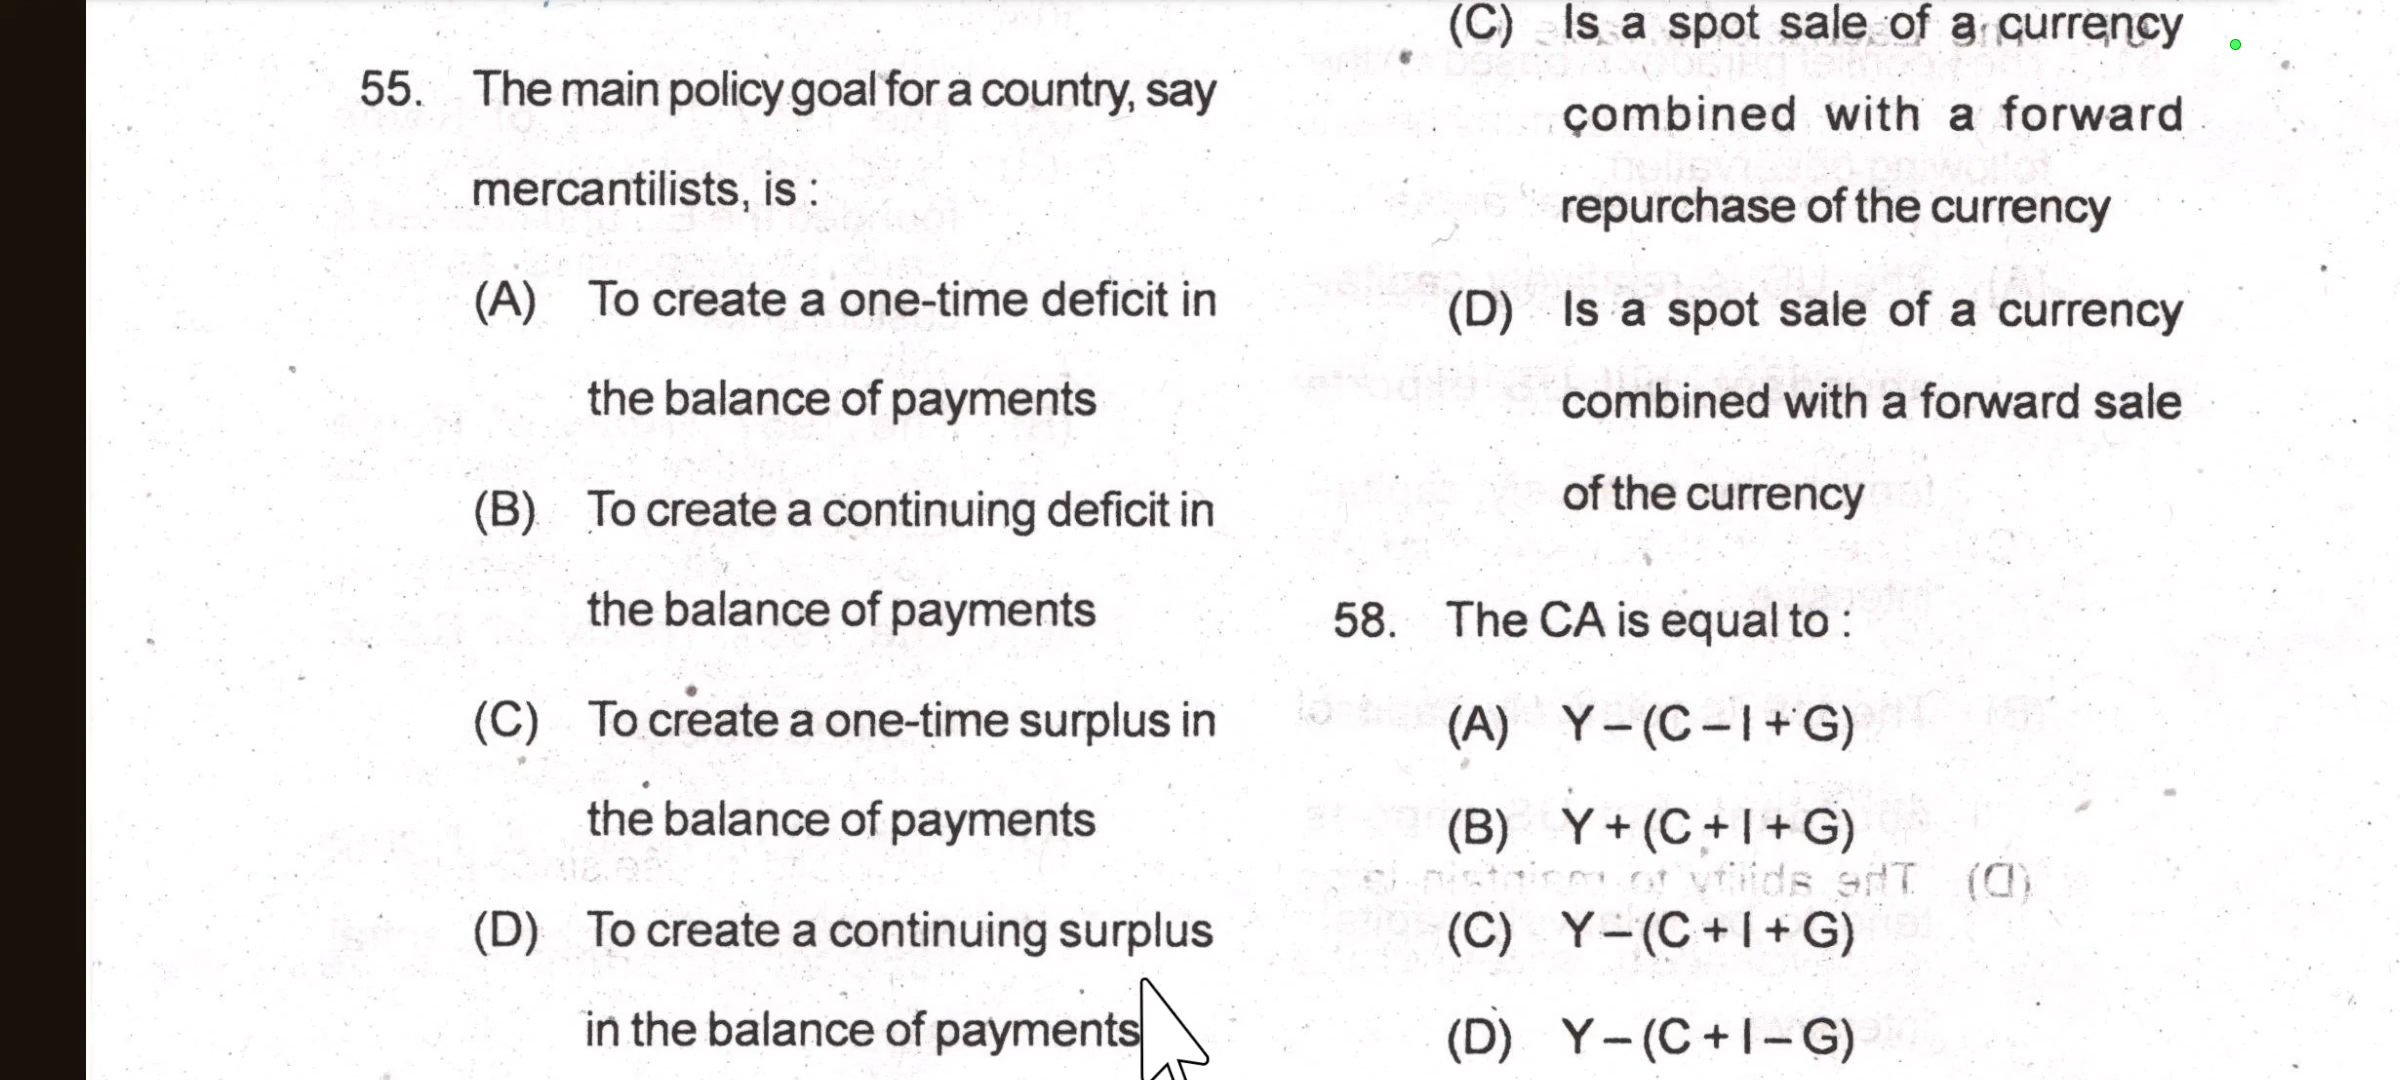 55. The main policy goal for a country, say
mercantilists, is :
(A) To create a one-time deficit in
the balance of payments
(B) To create a continuing deficit in
the balance of payments
(C) To create a one-time surplus in
the balance of payments
(D) To create a continuing surplus
in the balance of payments
(C) Is a spot sale of a currency
combined with a forward
repurchase of the currency
(D) Is a spot sale of a currency
combined with a forward sale
of the currency
58. The CA is equal to :
(A) Y – (C – I + G)
(B) Y + (C + I + G)
(C) Y – (C + I + G)
(D) Y – (C + I – G)